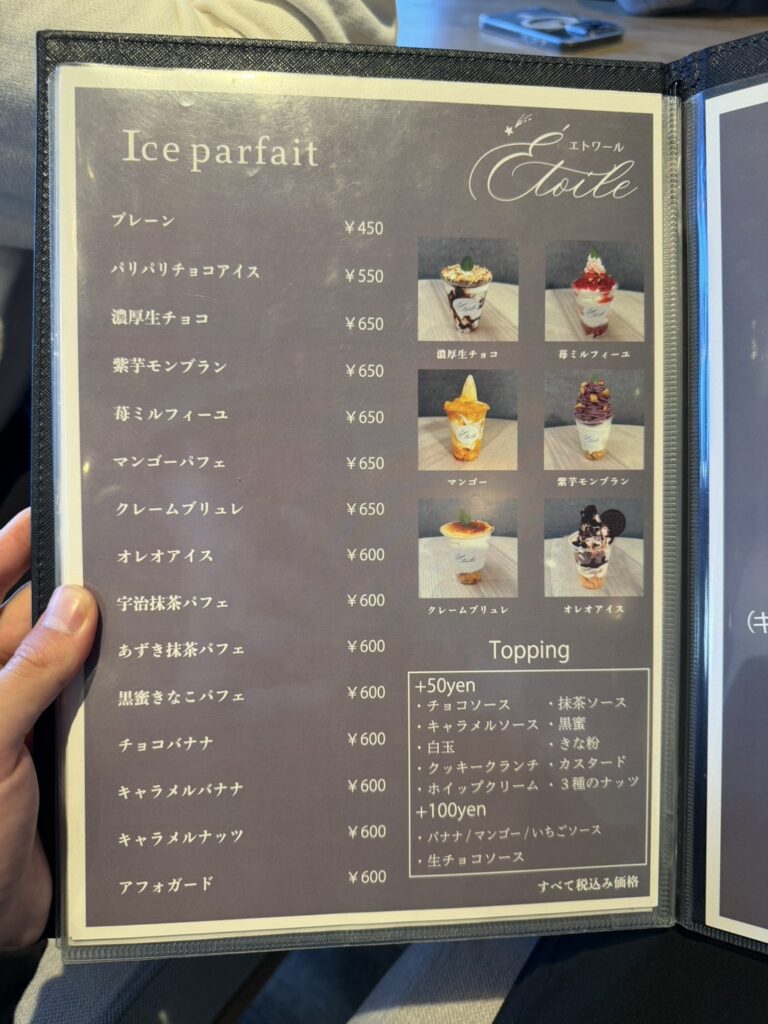 Ice parfait
エトワール
Étoile
プレーン ￥450
パリパリチョコアイス ￥550
濃厚生チョコ ￥650
紫芋モンブラン ￥650
苺ミルフィーユ ￥650
マンゴーパフェ ￥650
クレームブリュレ ￥650
オレオアイス ￥600
宇治抹茶パフェ ￥600
あずき抹茶パフェ ￥600
黒蜜きなこパフェ ￥600
チョコバナナ ￥600
キャラメルバナナ ￥600
キャラメルナッツ ￥600
アフォガード ￥600
濃厚生チョコ 苺ミルフィーユ
マンゴー 紫芋モンブラン
クレームブリュレ オレオアイス
Topping
+50yen
・チョコソース ・抹茶ソース
・キャラメルソース ・黒蜜
・白玉 ・きな粉
・クッキークランチ ・カスタード
・ホイップクリーム ・３種のナッツ
+100yen
・バナナ/マンゴー/いちごソース
・生チョコソース
すべて税込み価格
(キ